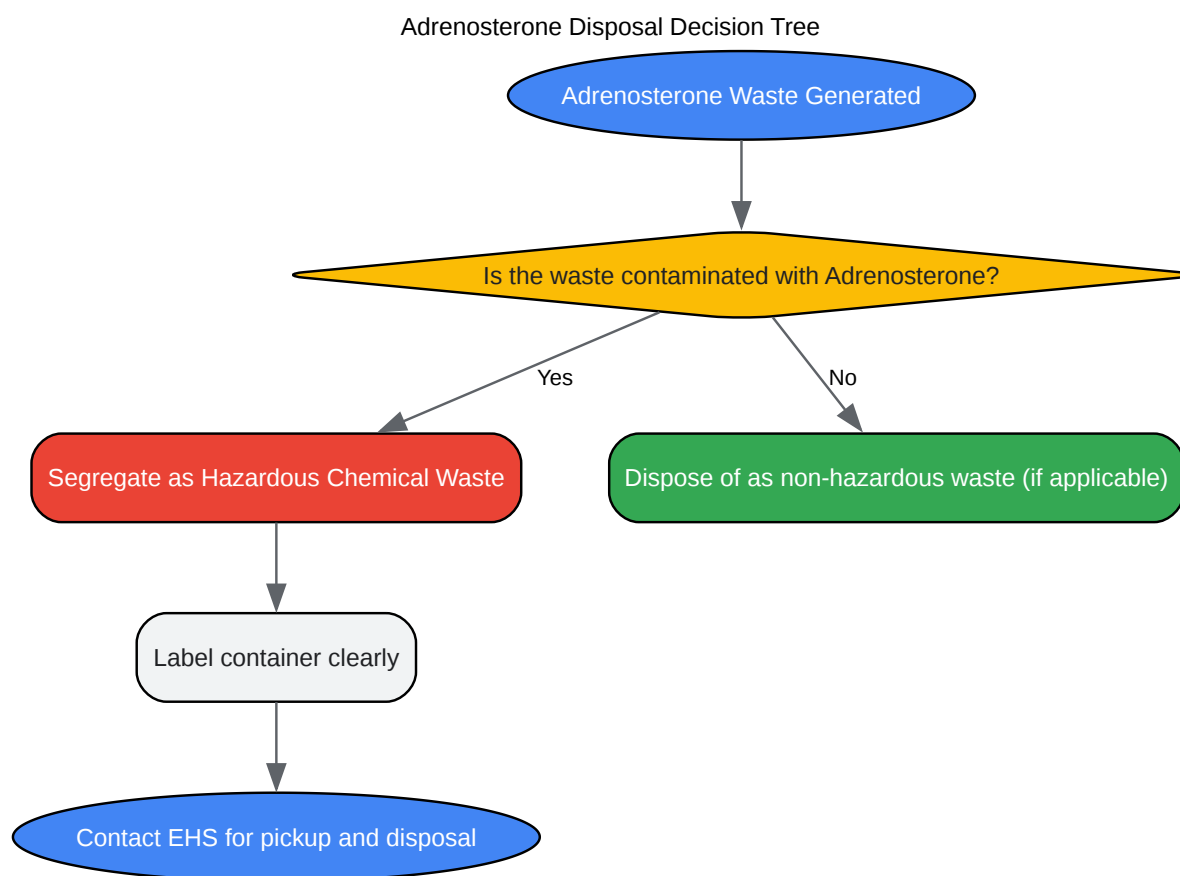 Adrenosterone Disposal Decision Tree
Adrenosterone Waste Generated
Is the waste contaminated with Adrenosterone?
Yes
No
Segregate as Hazardous Chemical Waste
Dispose of as non-hazardous waste (if applicable)
Label container clearly
Contact EHS for pickup and disposal